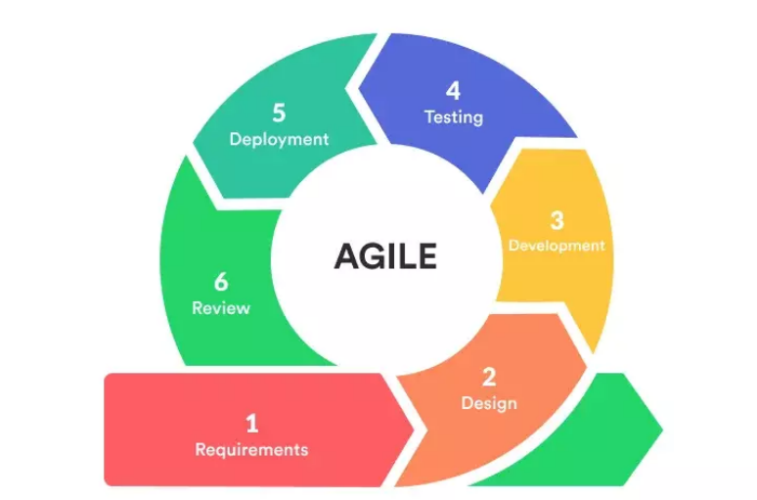 AGILE
1
Requirements
2
Design
3
Development
4
Testing
5
Deployment
6
Review